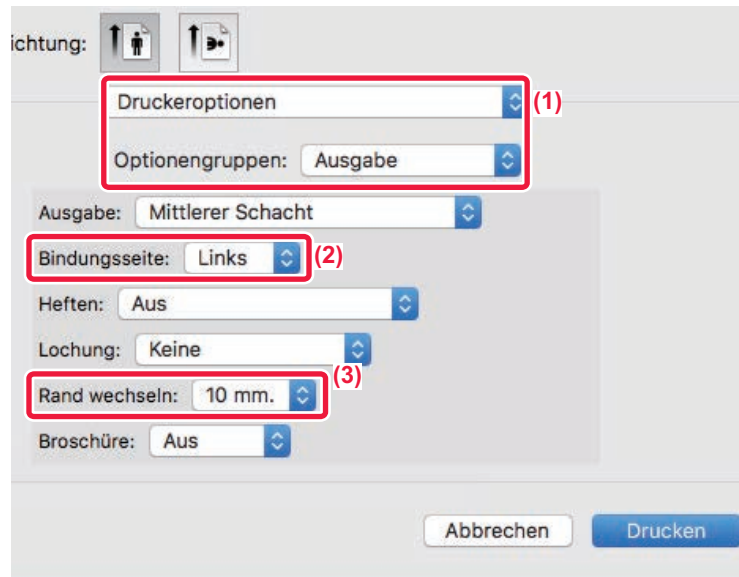 ichtung:
Druckeroptionen (1)
Optionengruppen: Ausgabe
Ausgabe: Mittlerer Schacht
Bindungsseite: Links (2)
Heften: Aus
Lochung: Keine
(3)
Rand wechseln: 10 mm.
Broschüre: Aus
Abbrechen Drucken